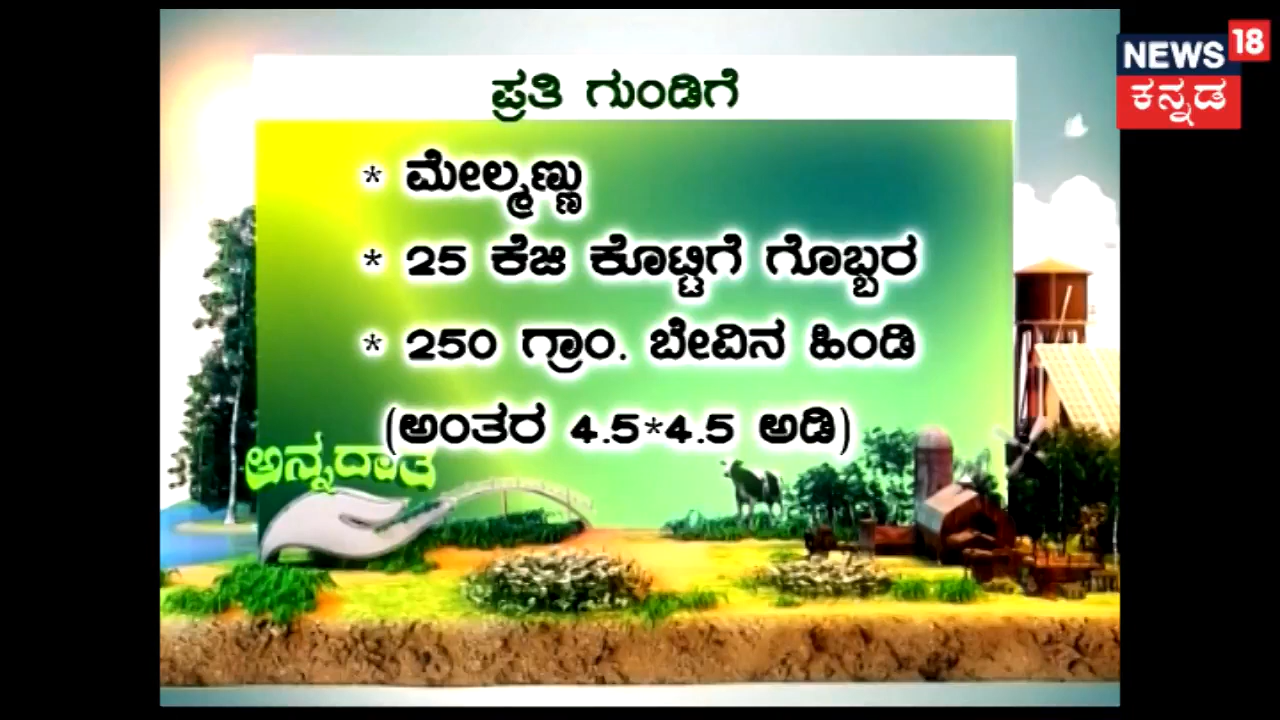 NEWS 18
ಕನ್ನಡ
ಪ್ರತಿ ಗುಂಡಿಗೆ
* ಮೇಲ್ಮಣ್ಣು
* 25 ಕೆಜಿ ಕೊಟ್ಟಿಗೆ ಗೊಬ್ಬರ
* 250 ಗ್ರಾಂ. ಬೇವಿನ ಹಿಂಡಿ
(ಅಂತರ 4.5*4.5 ಅಡಿ)
ಅನ್ನದಾತ